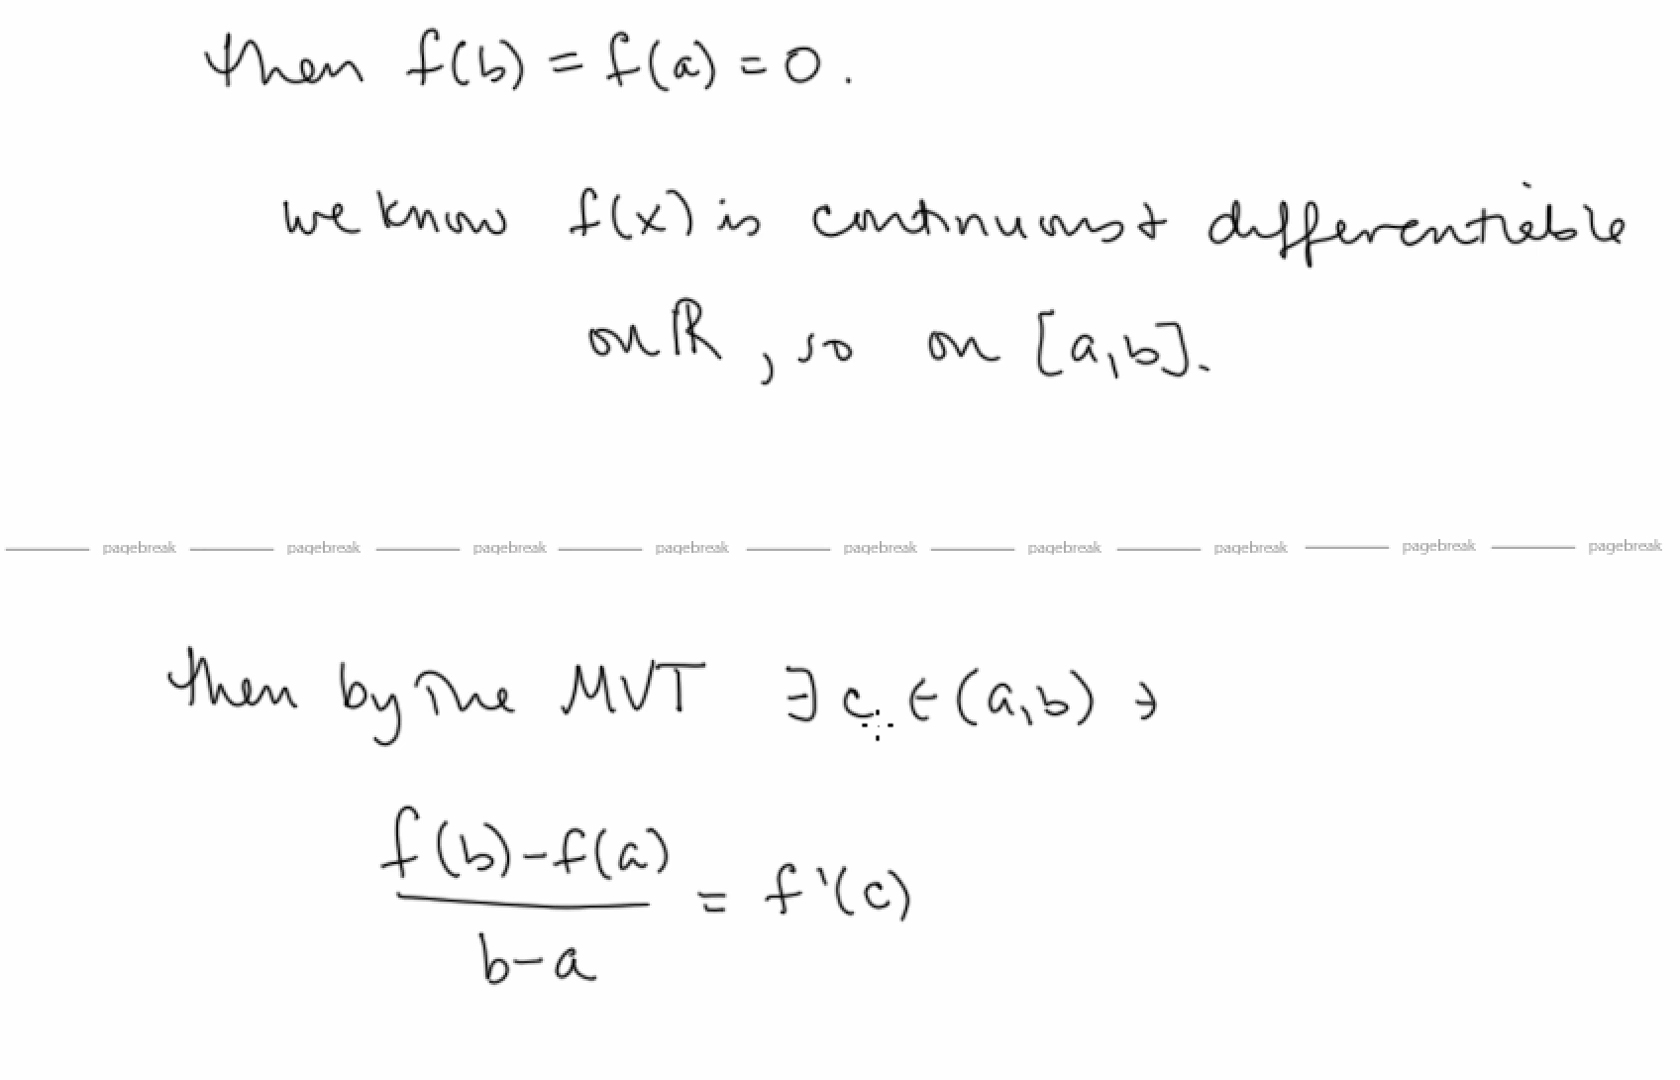 then f(b) = f(a) = 0.
we know f(x) is continuous & differentiable
on ℝ, so on [a,b].
pagebreak pagebreak pagebreak pagebreak pagebreak pagebreak pagebreak pagebreak pagebreak
then by the MVT ∃ c ∈ (a,b) ∋
f(b)-f(a)
= f'(c)
b-a